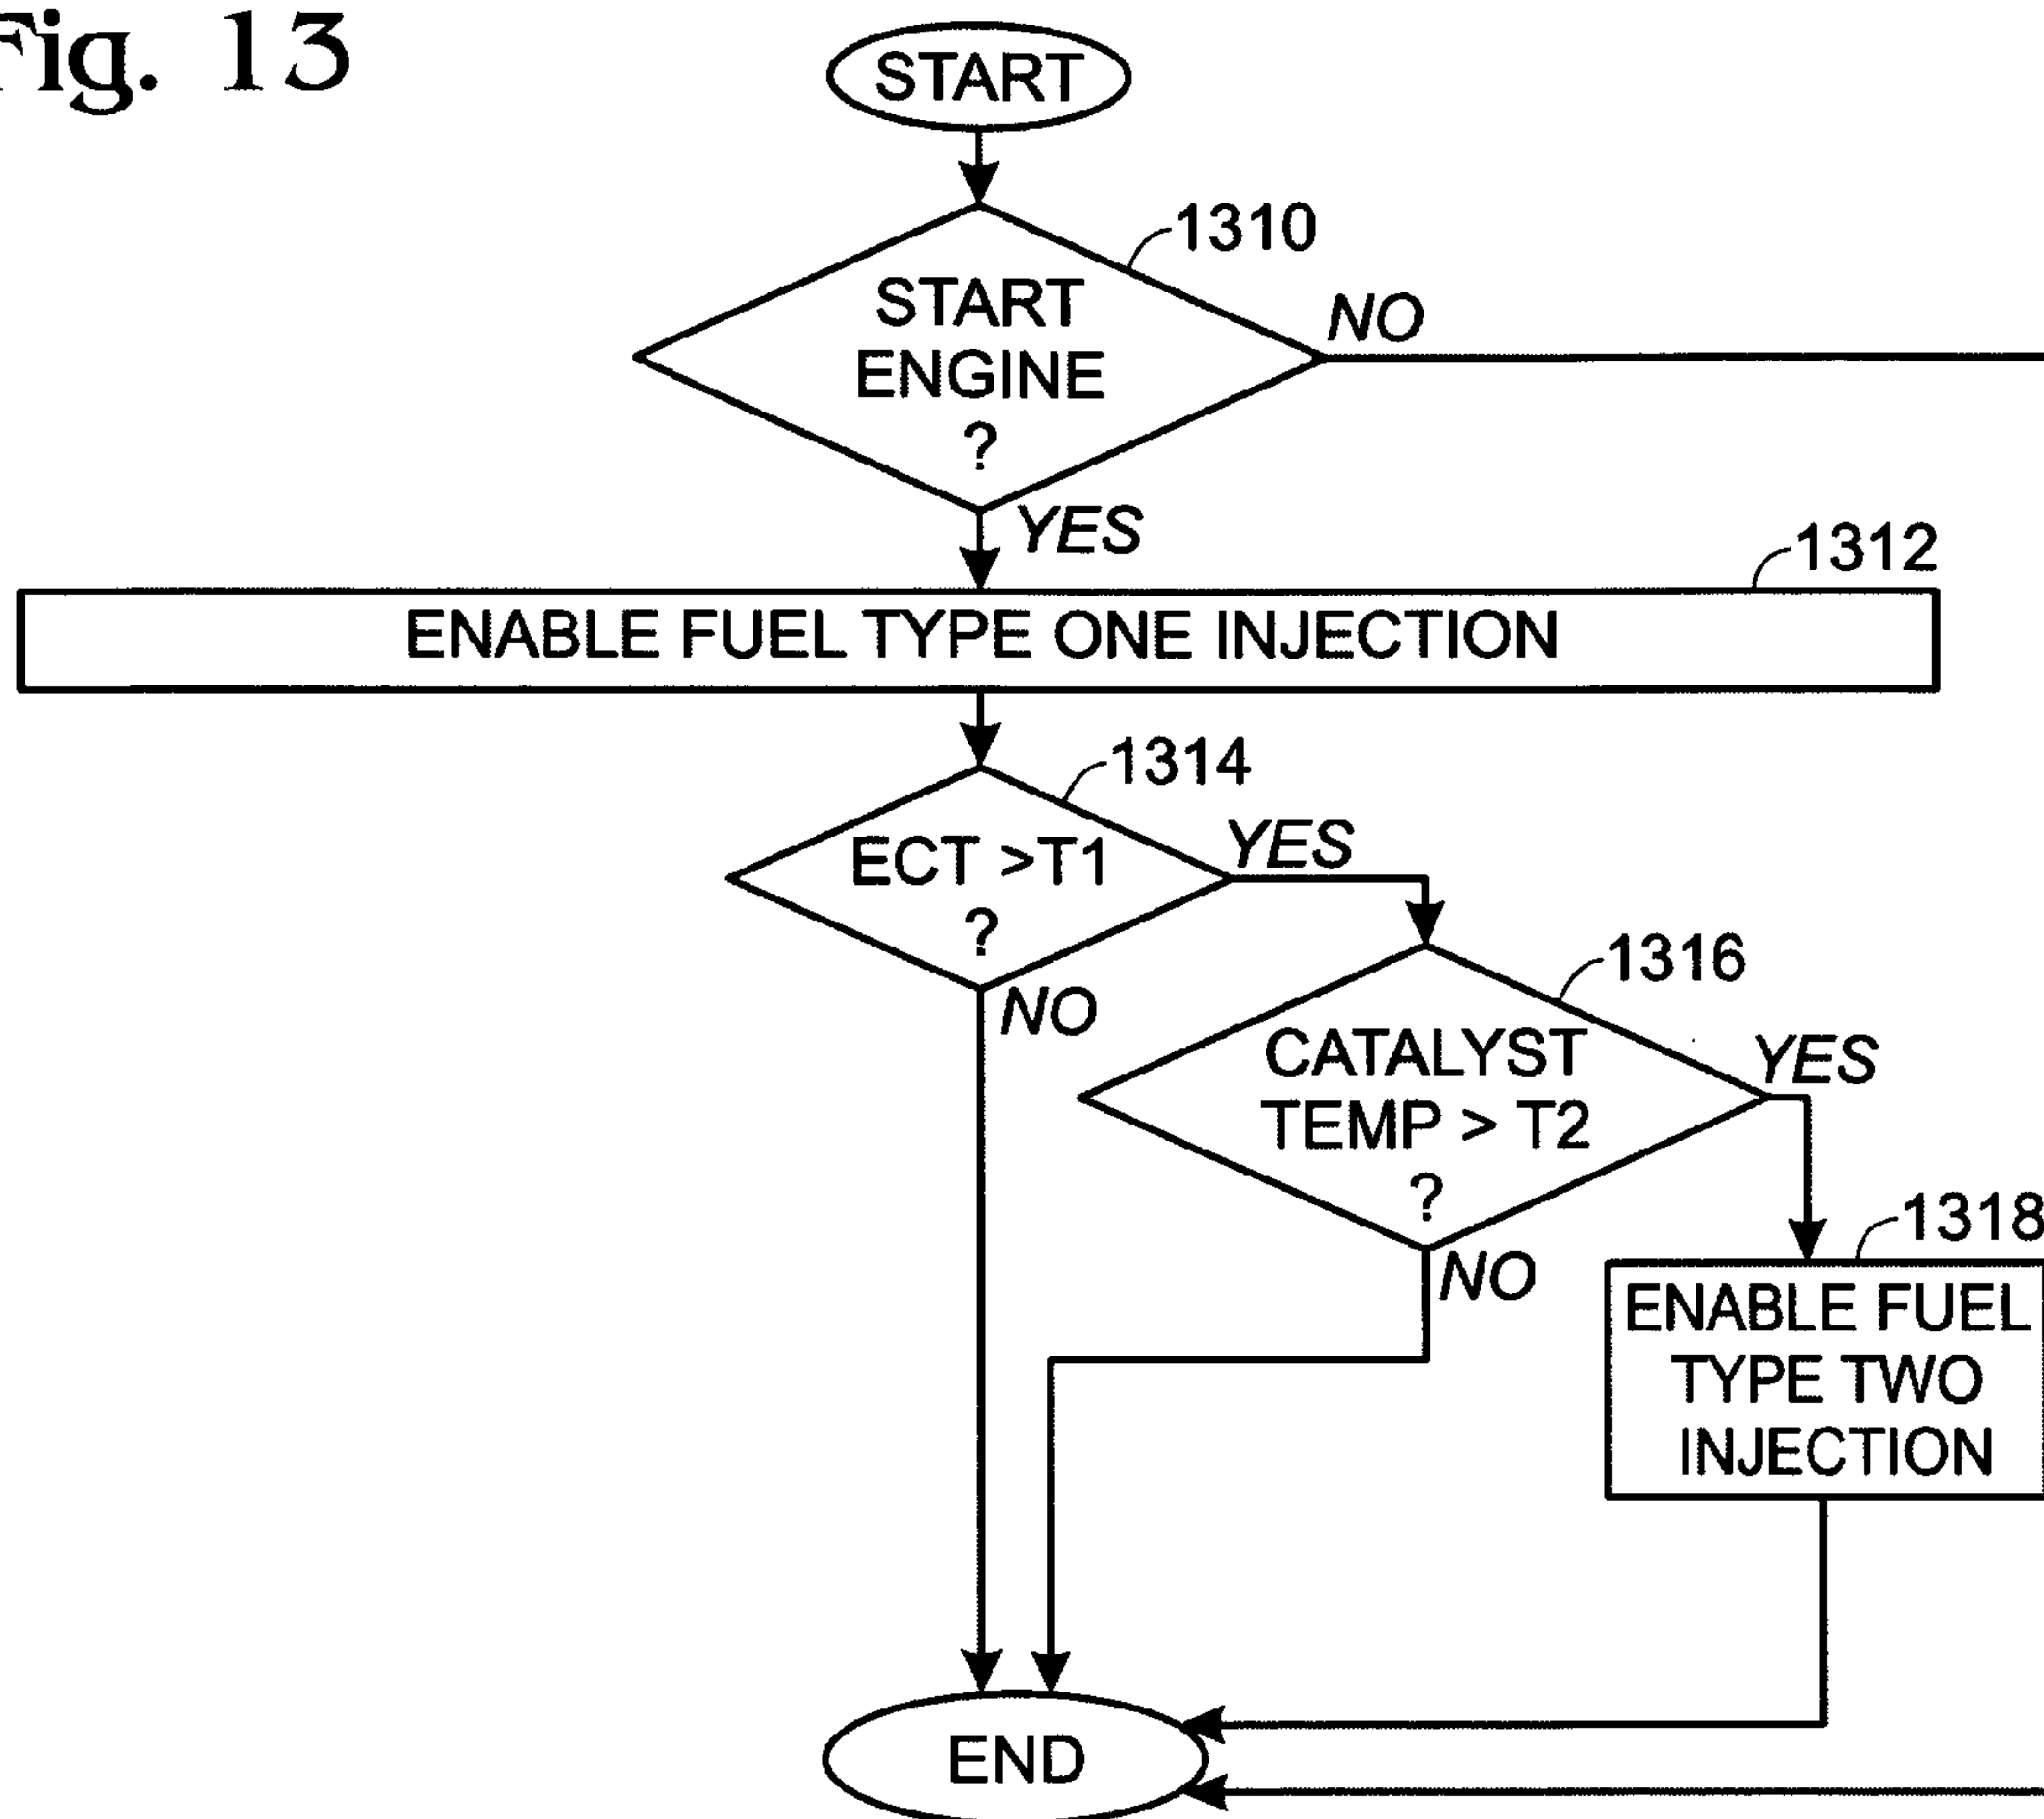 Fig. 13
START
1310
START
ENGINE
?
NO
YES
1312
ENABLE FUEL TYPE ONE INJECTION
1314
ECT >T1
?
YES
NO
1316
CATALYST
TEMP > T2
?
YES
NO
1318
ENABLE FUEL
TYPE TWO
INJECTION
END